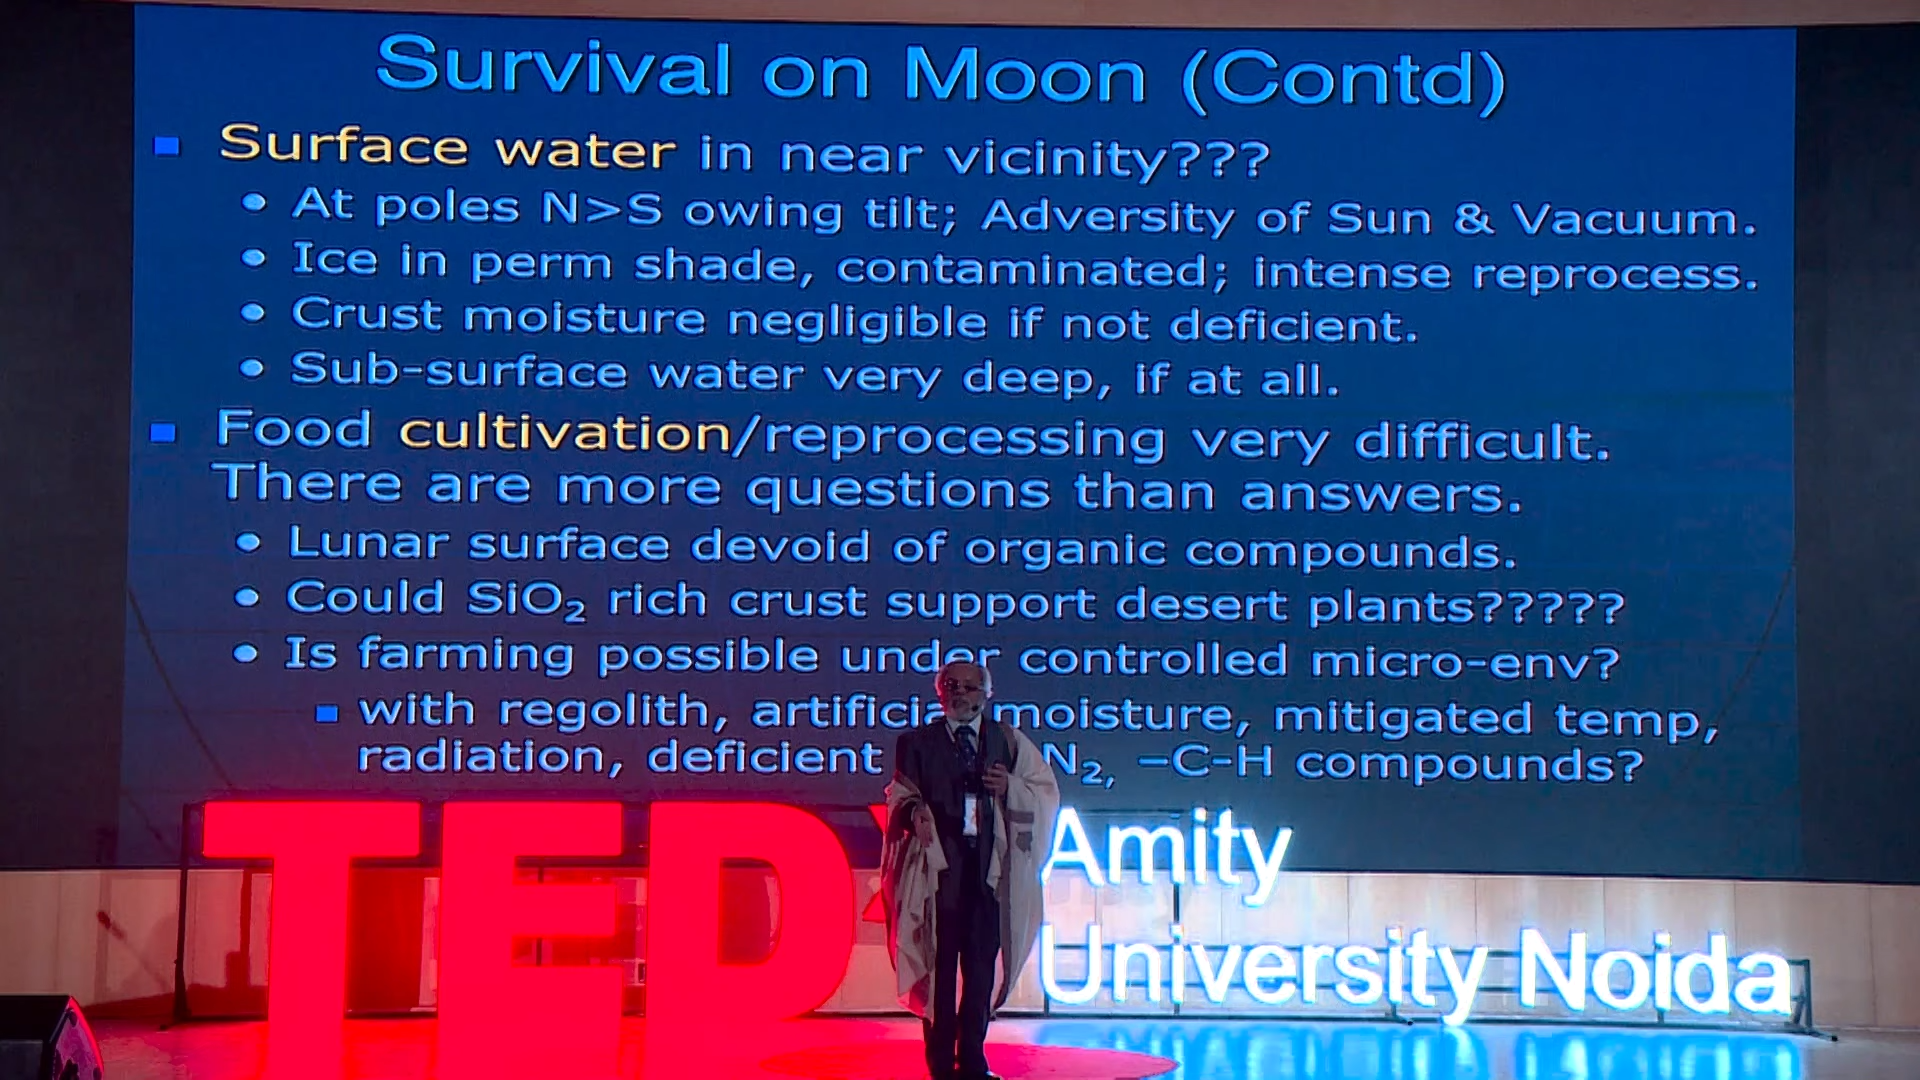 Survival on Moon (Contd)
Surface water in near vicinity???
At poles N>S owing tilt; Adversity of Sun & Vacuum.
Ice in perm shade, contaminated; intense reprocess.
Crust moisture negligible if not deficient.
Sub-surface water very deep, if at all.
Food cultivation/reprocessing very difficult.
There are more questions than answers.
Lunar surface devoid of organic compounds.
Could SiO₂ rich crust support desert plants?????
Is farming possible under controlled micro-env?
with regolith, moisture, mitigated temp,
radiation, deficient N₂, –C-H compounds?
TEDx
Amity
University Noida